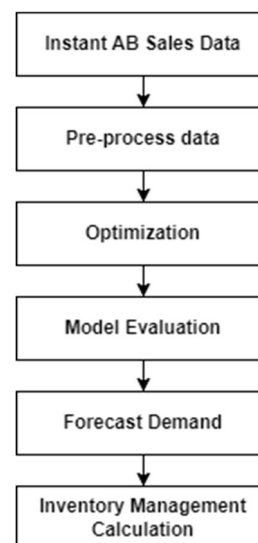 Instant AB Sales Data
Pre-process data
Optimization
Model Evaluation
Forecast Demand
Inventory Management
Calculation